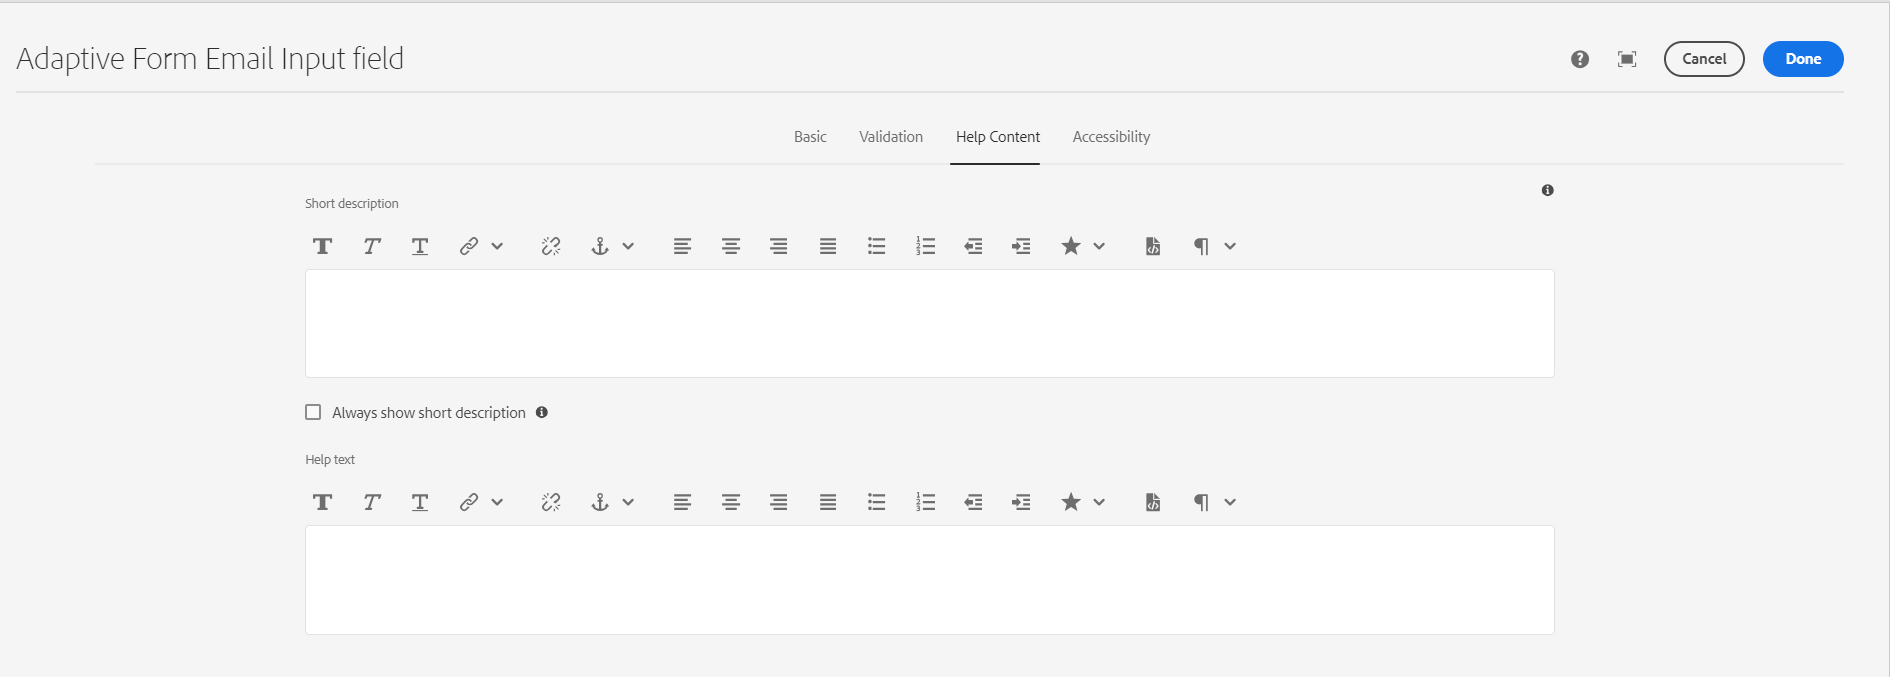 Adaptive Form Email Input field
Cancel
Done
Basic
Validation
Help Content
Accessibility
Short description
Always show short description
Help text